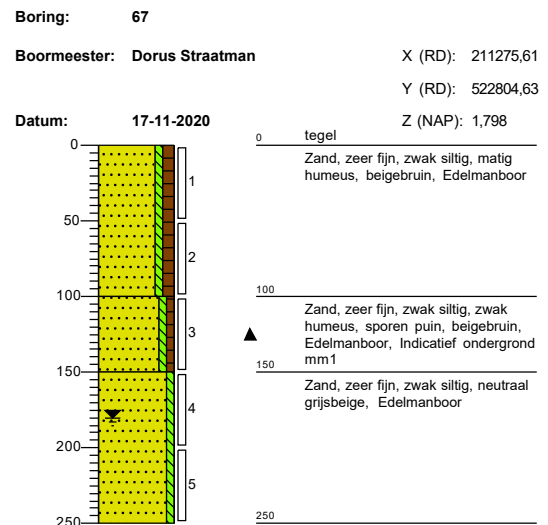 Boring: 67
Boormeester: Dorus Straatman
X (RD): 211275,61
Y (RD): 522804,63
Datum: 17-11-2020
Z (NAP): 1,798
0
50
100
150
200
250
1
2
3
4
5
0 tegel
Zand, zeer fijn, zwak siltig, matig
humeus, beigebruin, Edelmanboor
100
Zand, zeer fijn, zwak siltig, zwak
humeus, sporen puin, beigebruin,
Edelmanboor, Indicatief ondergrond
mm1
150
Zand, zeer fijn, zwak siltig, neutraal
grijsbeige, Edelmanboor
250